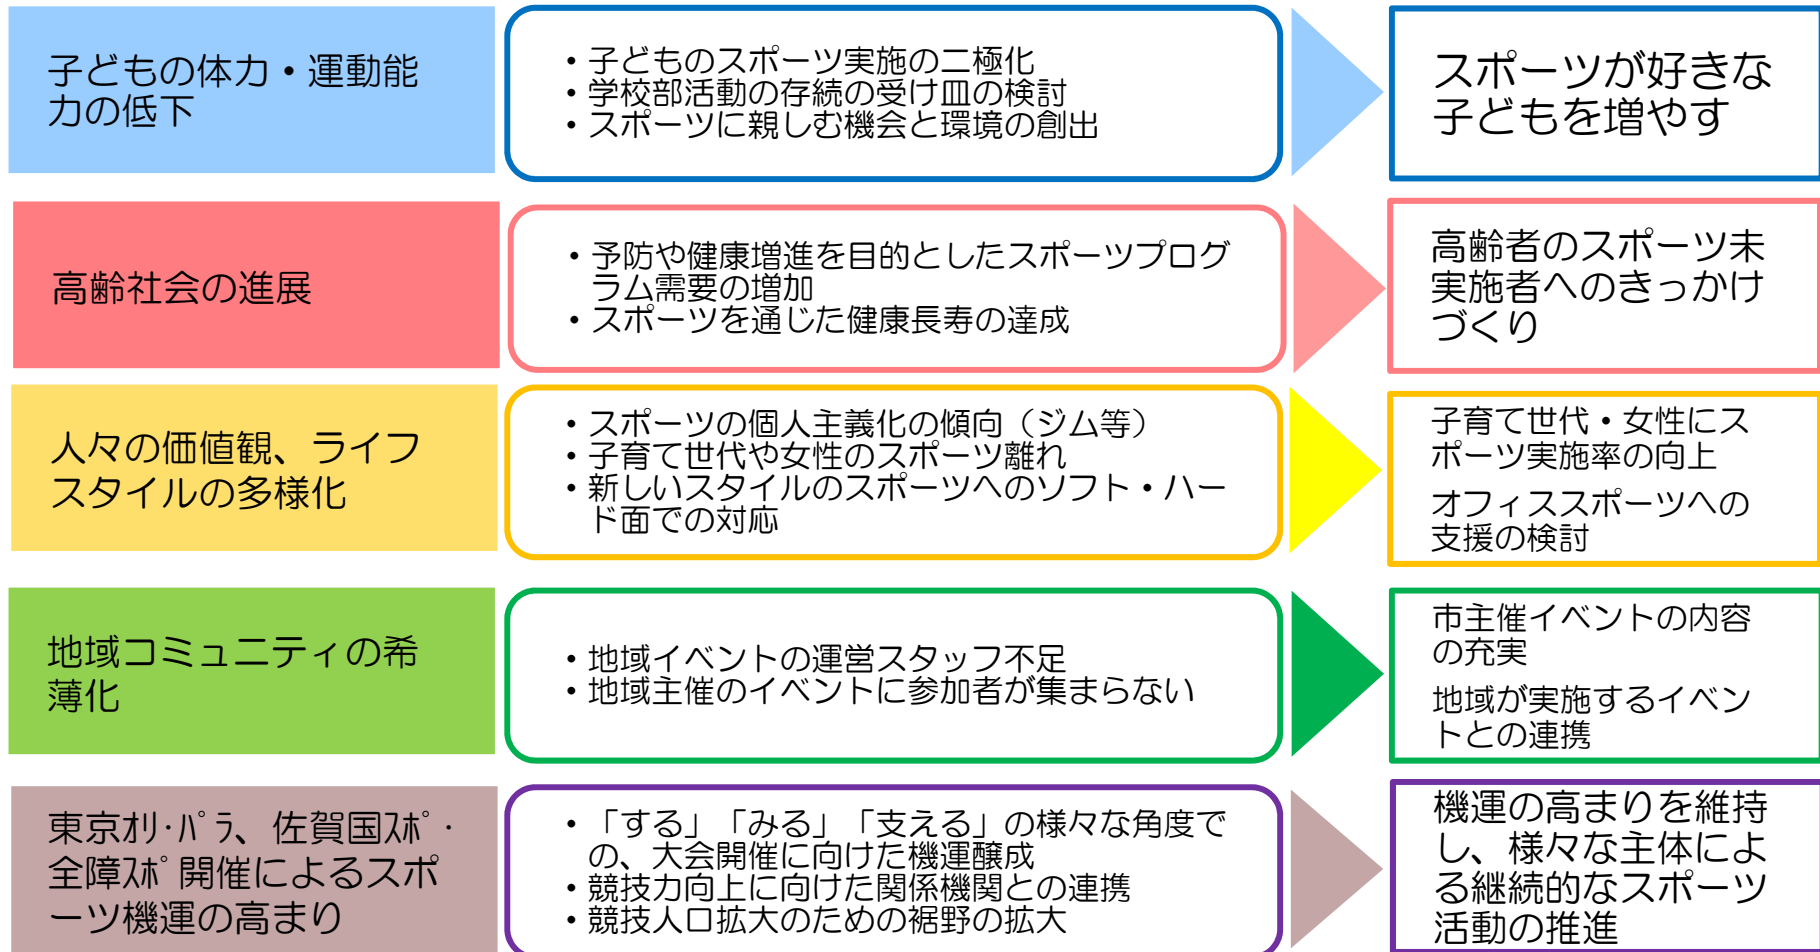 子どもの体力・運動能
力の低下
・子どものスポーツ実施の二極化
・学校部活動の存続の受け皿の検討
・スポーツに親しむ機会と環境の創出
スポーツが好きな
子どもを増やす
高齢社会の進展
・予防や健康増進を目的としたスポーツプログ
ラム需要の増加
・スポーツを通じた健康長寿の達成
高齢者のスポーツ未
実施者へのきっかけ
づくり
人々の価値観、ライフ
スタイルの多様化
・スポーツの個人主義化の傾向（ジム等）
・子育て世代や女性のスポーツ離れ
・新しいスタイルのスポーツへのソフト・ハー
ド面での対応
子育て世代・女性にス
ポーツ実施率の向上
オフィススポーツへの
支援の検討
地域コミュニティの希
薄化
・地域イベントの運営スタッフ不足
・地域主催のイベントに参加者が集まらない
市主催イベントの内容
の充実
地域が実施するイベン
トとの連携
東京ｵﾘ･ﾊﾟﾗ、佐賀国ｽﾎﾟ･
全障ｽﾎﾟ開催によるスポ
ーツ機運の高まり
・「する」「みる」「支える」の様々な角度で
の、大会開催に向けた機運醸成
・競技力向上に向けた関係機関との連携
・競技人口拡大のための裾野の拡大
機運の高まりを維持
し、様々な主体によ
る継続的なスポーツ
活動の推進